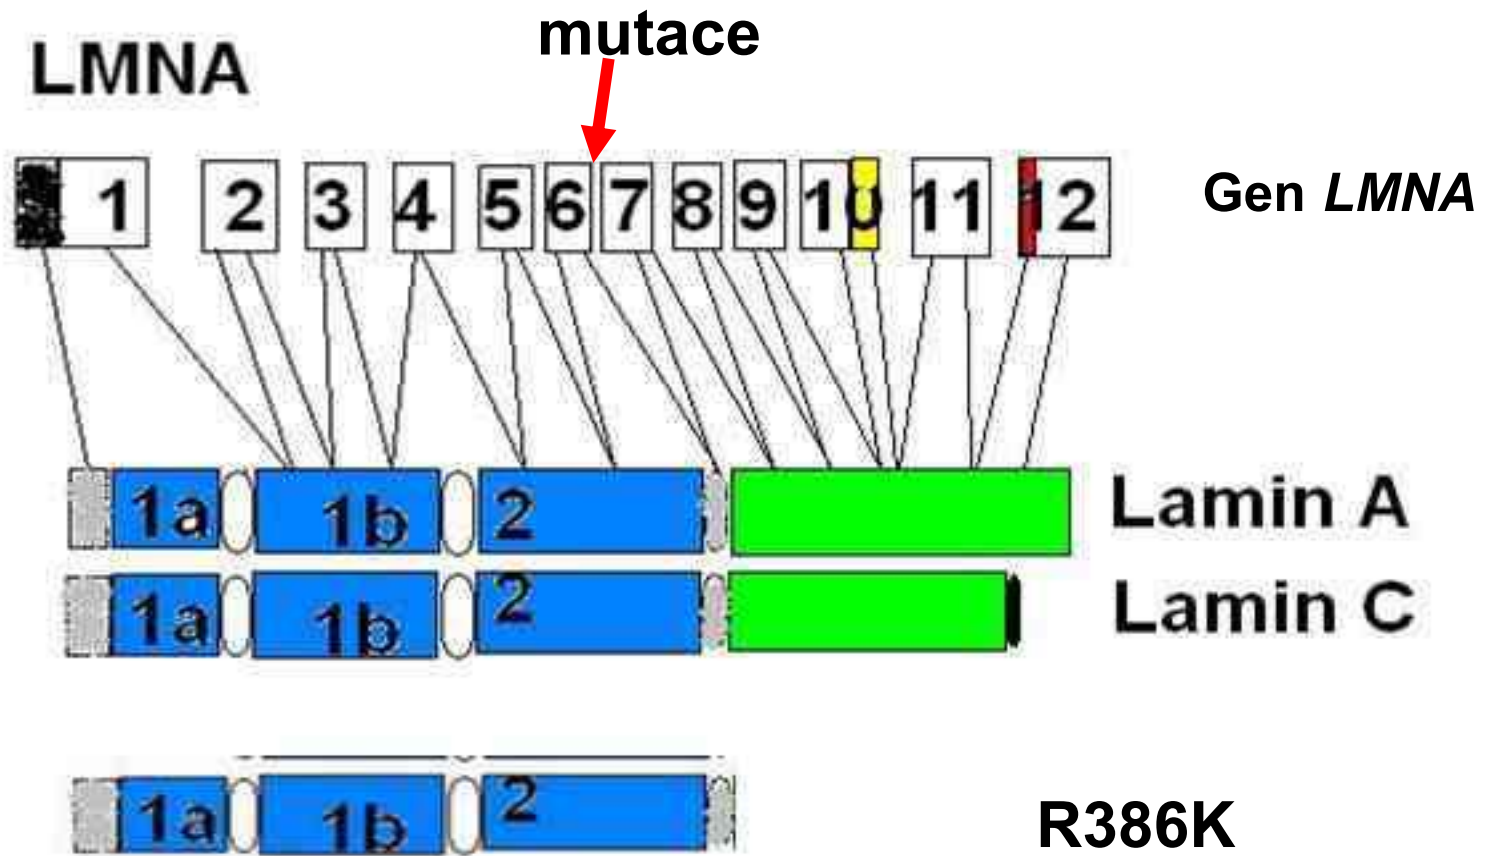 mutace
LMNA
1 2 3 4 5 6 7 8 9 10 11 12
Gen LMNA
1a 1b 2 Lamin A
1a 1b 2 Lamin C
1a 1b 2
R386K